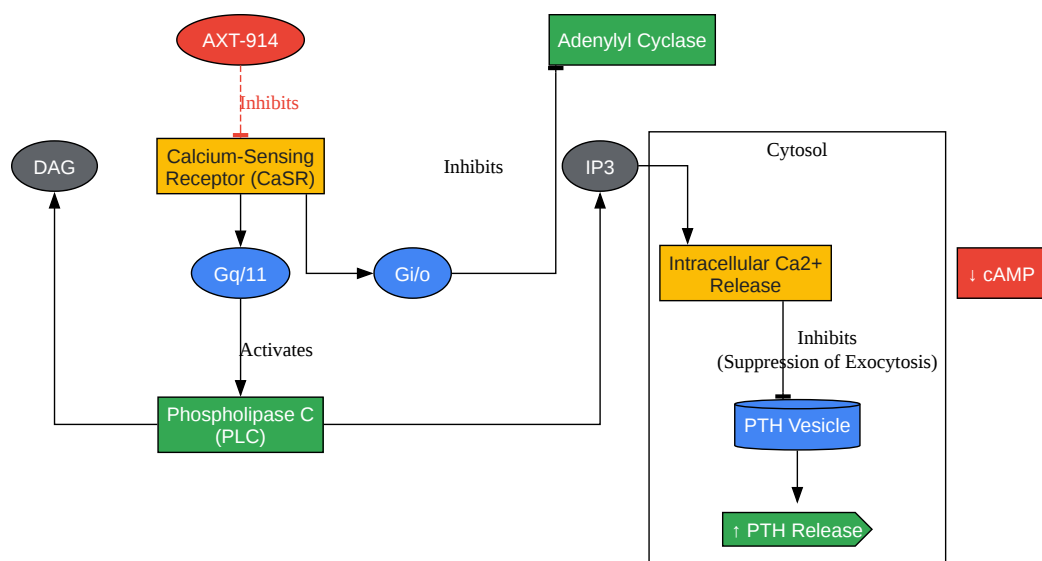 AXT-914
Adenylyl Cyclase
Inhibits
Cytosol
DAG
Calcium-Sensing
Receptor (CaSR)
Inhibits
IP3
Gq/11
Gi/o
Intracellular Ca2+
Release
↓ cAMP
Activates
Inhibits
(Suppression of Exocytosis)
Phospholipase C
(PLC)
PTH Vesicle
↑ PTH Release